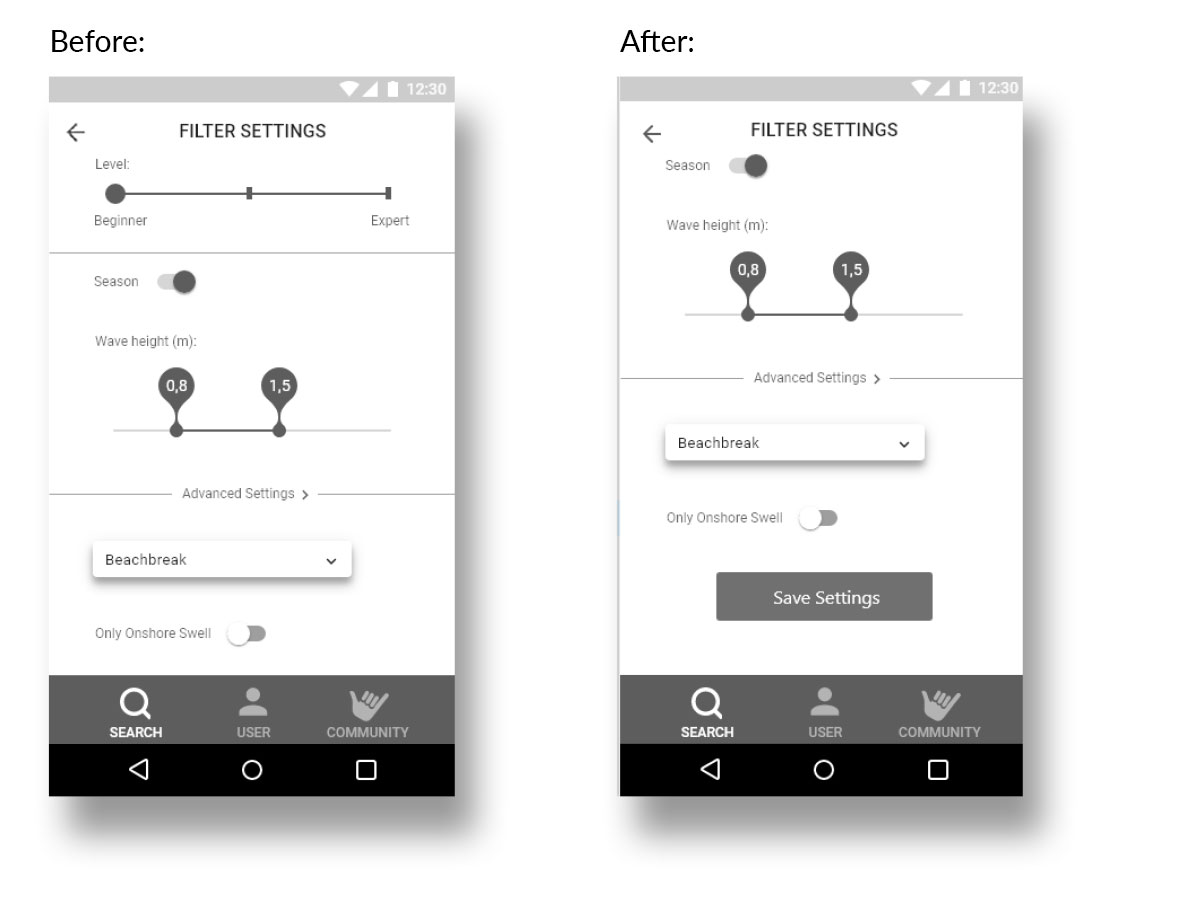 Before:
12:30
FILTER SETTINGS
Level:
Beginner Expert
Season
Wave height (m):
0,8 1,5
Advanced Settings
Beachbreak
Only Onshore Swell
SEARCH USER COMMUNITY
After:
12:30
FILTER SETTINGS
Season
Wave height (m):
0,8 1,5
Advanced Settings
Beachbreak
Only Onshore Swell
Save Settings
SEARCH USER COMMUNITY